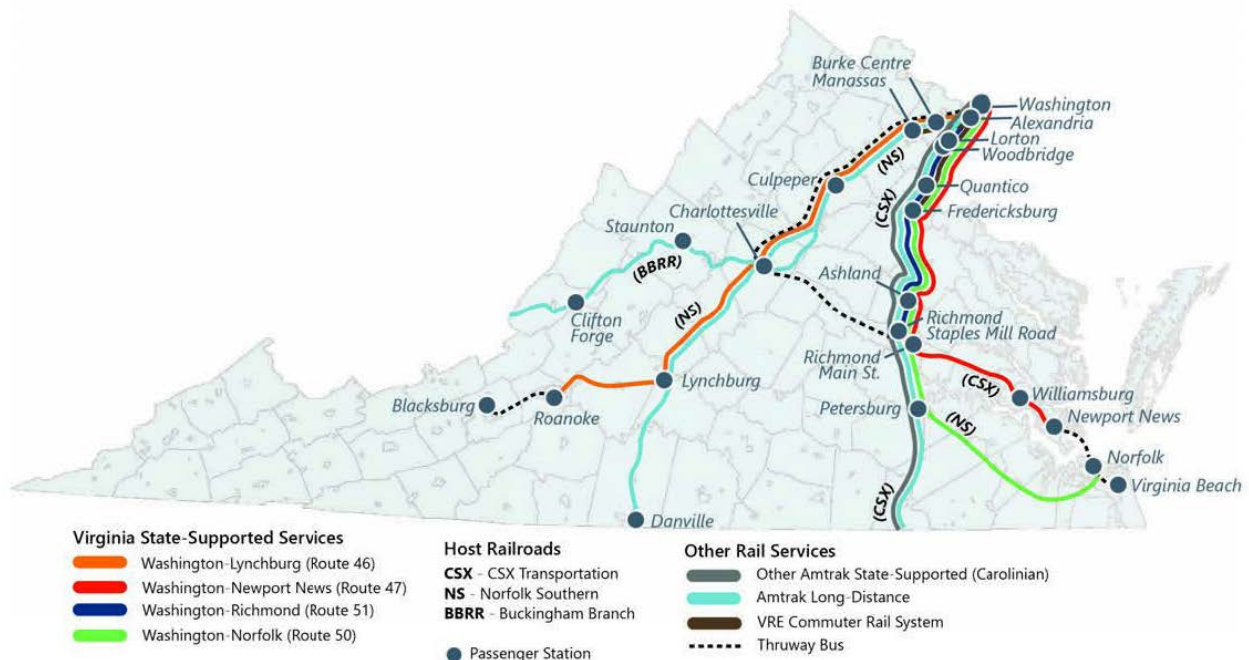 Burke Centre
Manassas
Washington
Alexandria
Lorton
Woodbridge
(NS)
Culpeper
Quantico
(CSX)
Fredericksburg
Charlottesville
Staunton
(BBRR)
Ashland
Clifton
Forge
(NS)
Richmond
Staples Mill Road
Richmond
Main St.
Lynchburg
(CSX)
Williamsburg
Blacksburg
Roanoke
Petersburg
(NS)
Newport News
Norfolk
Virginia Beach
(CSX)
Danville
Virginia State-Supported Services
Washington-Lynchburg (Route 46)
Washington-Newport News (Route 47)
Washington-Richmond (Route 51)
Washington-Norfolk (Route 50)
Host Railroads
CSX - CSX Transportation
NS - Norfolk Southern
BBRR - Buckingham Branch
Passenger Station
Other Rail Services
Other Amtrak State-Supported (Carolinian)
Amtrak Long-Distance
VRE Commuter Rail System
Thruway Bus